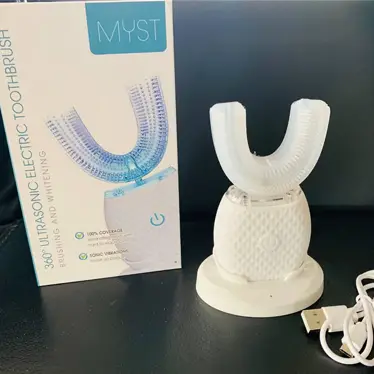 MYST
360° ULTRASONIC ELECTRIC TOOTHBRUSH
BRUSHING AND WHITENING
100% COVERAGE
SONIC VIBRATION